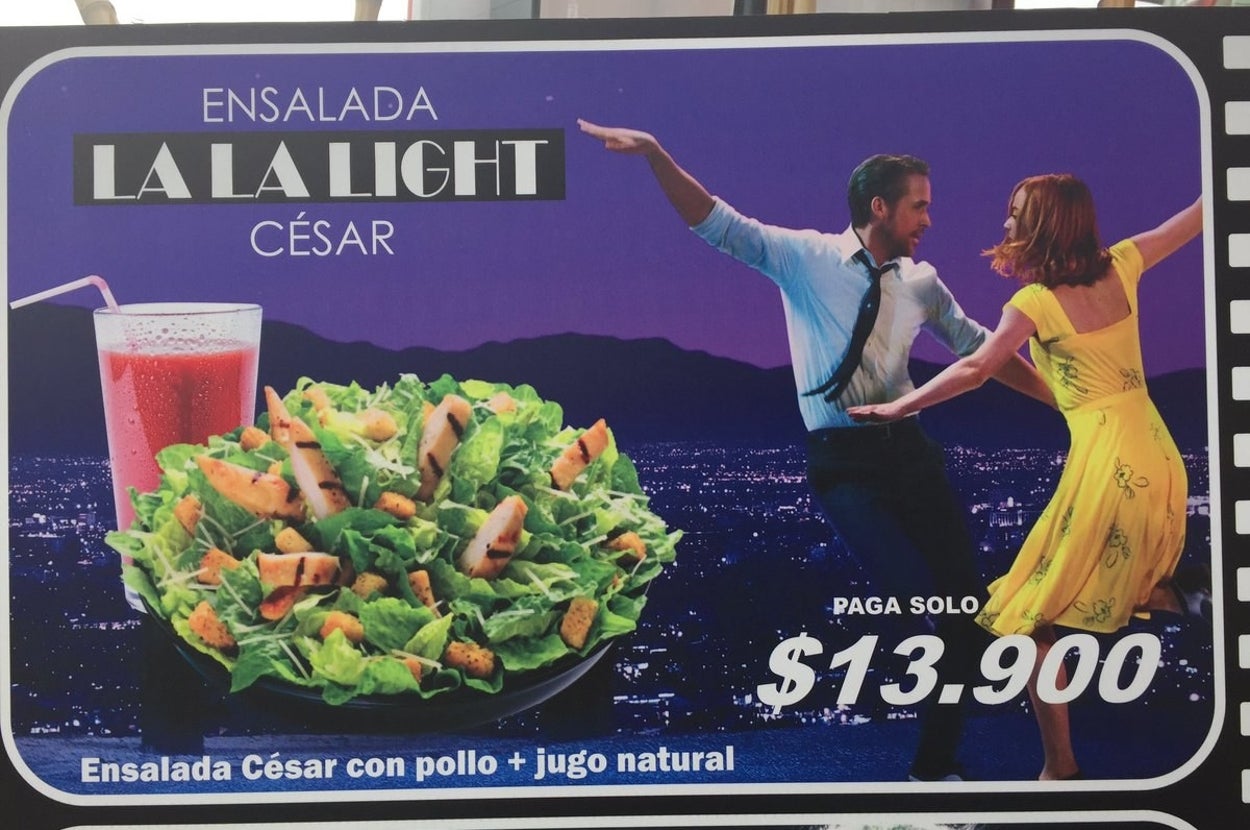 ENSALADA
LA LA LIGHT
CÉSAR
PAGA SOLO
$13.900
Ensalada César con pollo + jugo natural